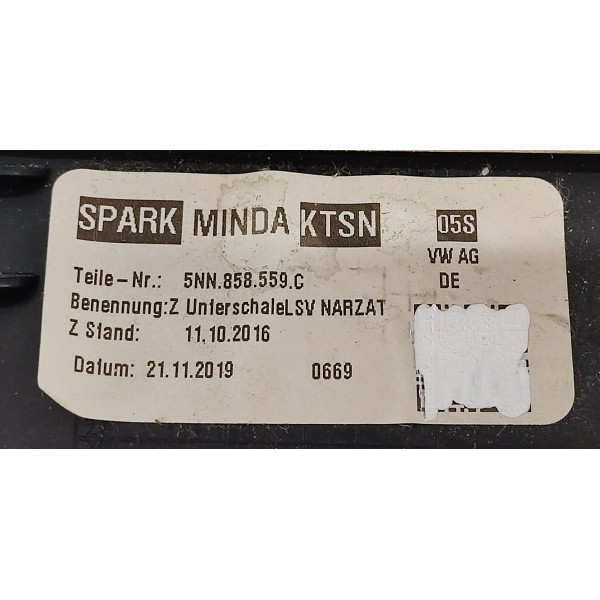 SPARK MINDA KTSN 05S
VW AG
DE
Teile-Nr.: 5NN.858.559.C
Benennung:Z UnterschaleLSV NARZAT
Z Stand: 11.10.2016
Datum: 21.11.2019 0669